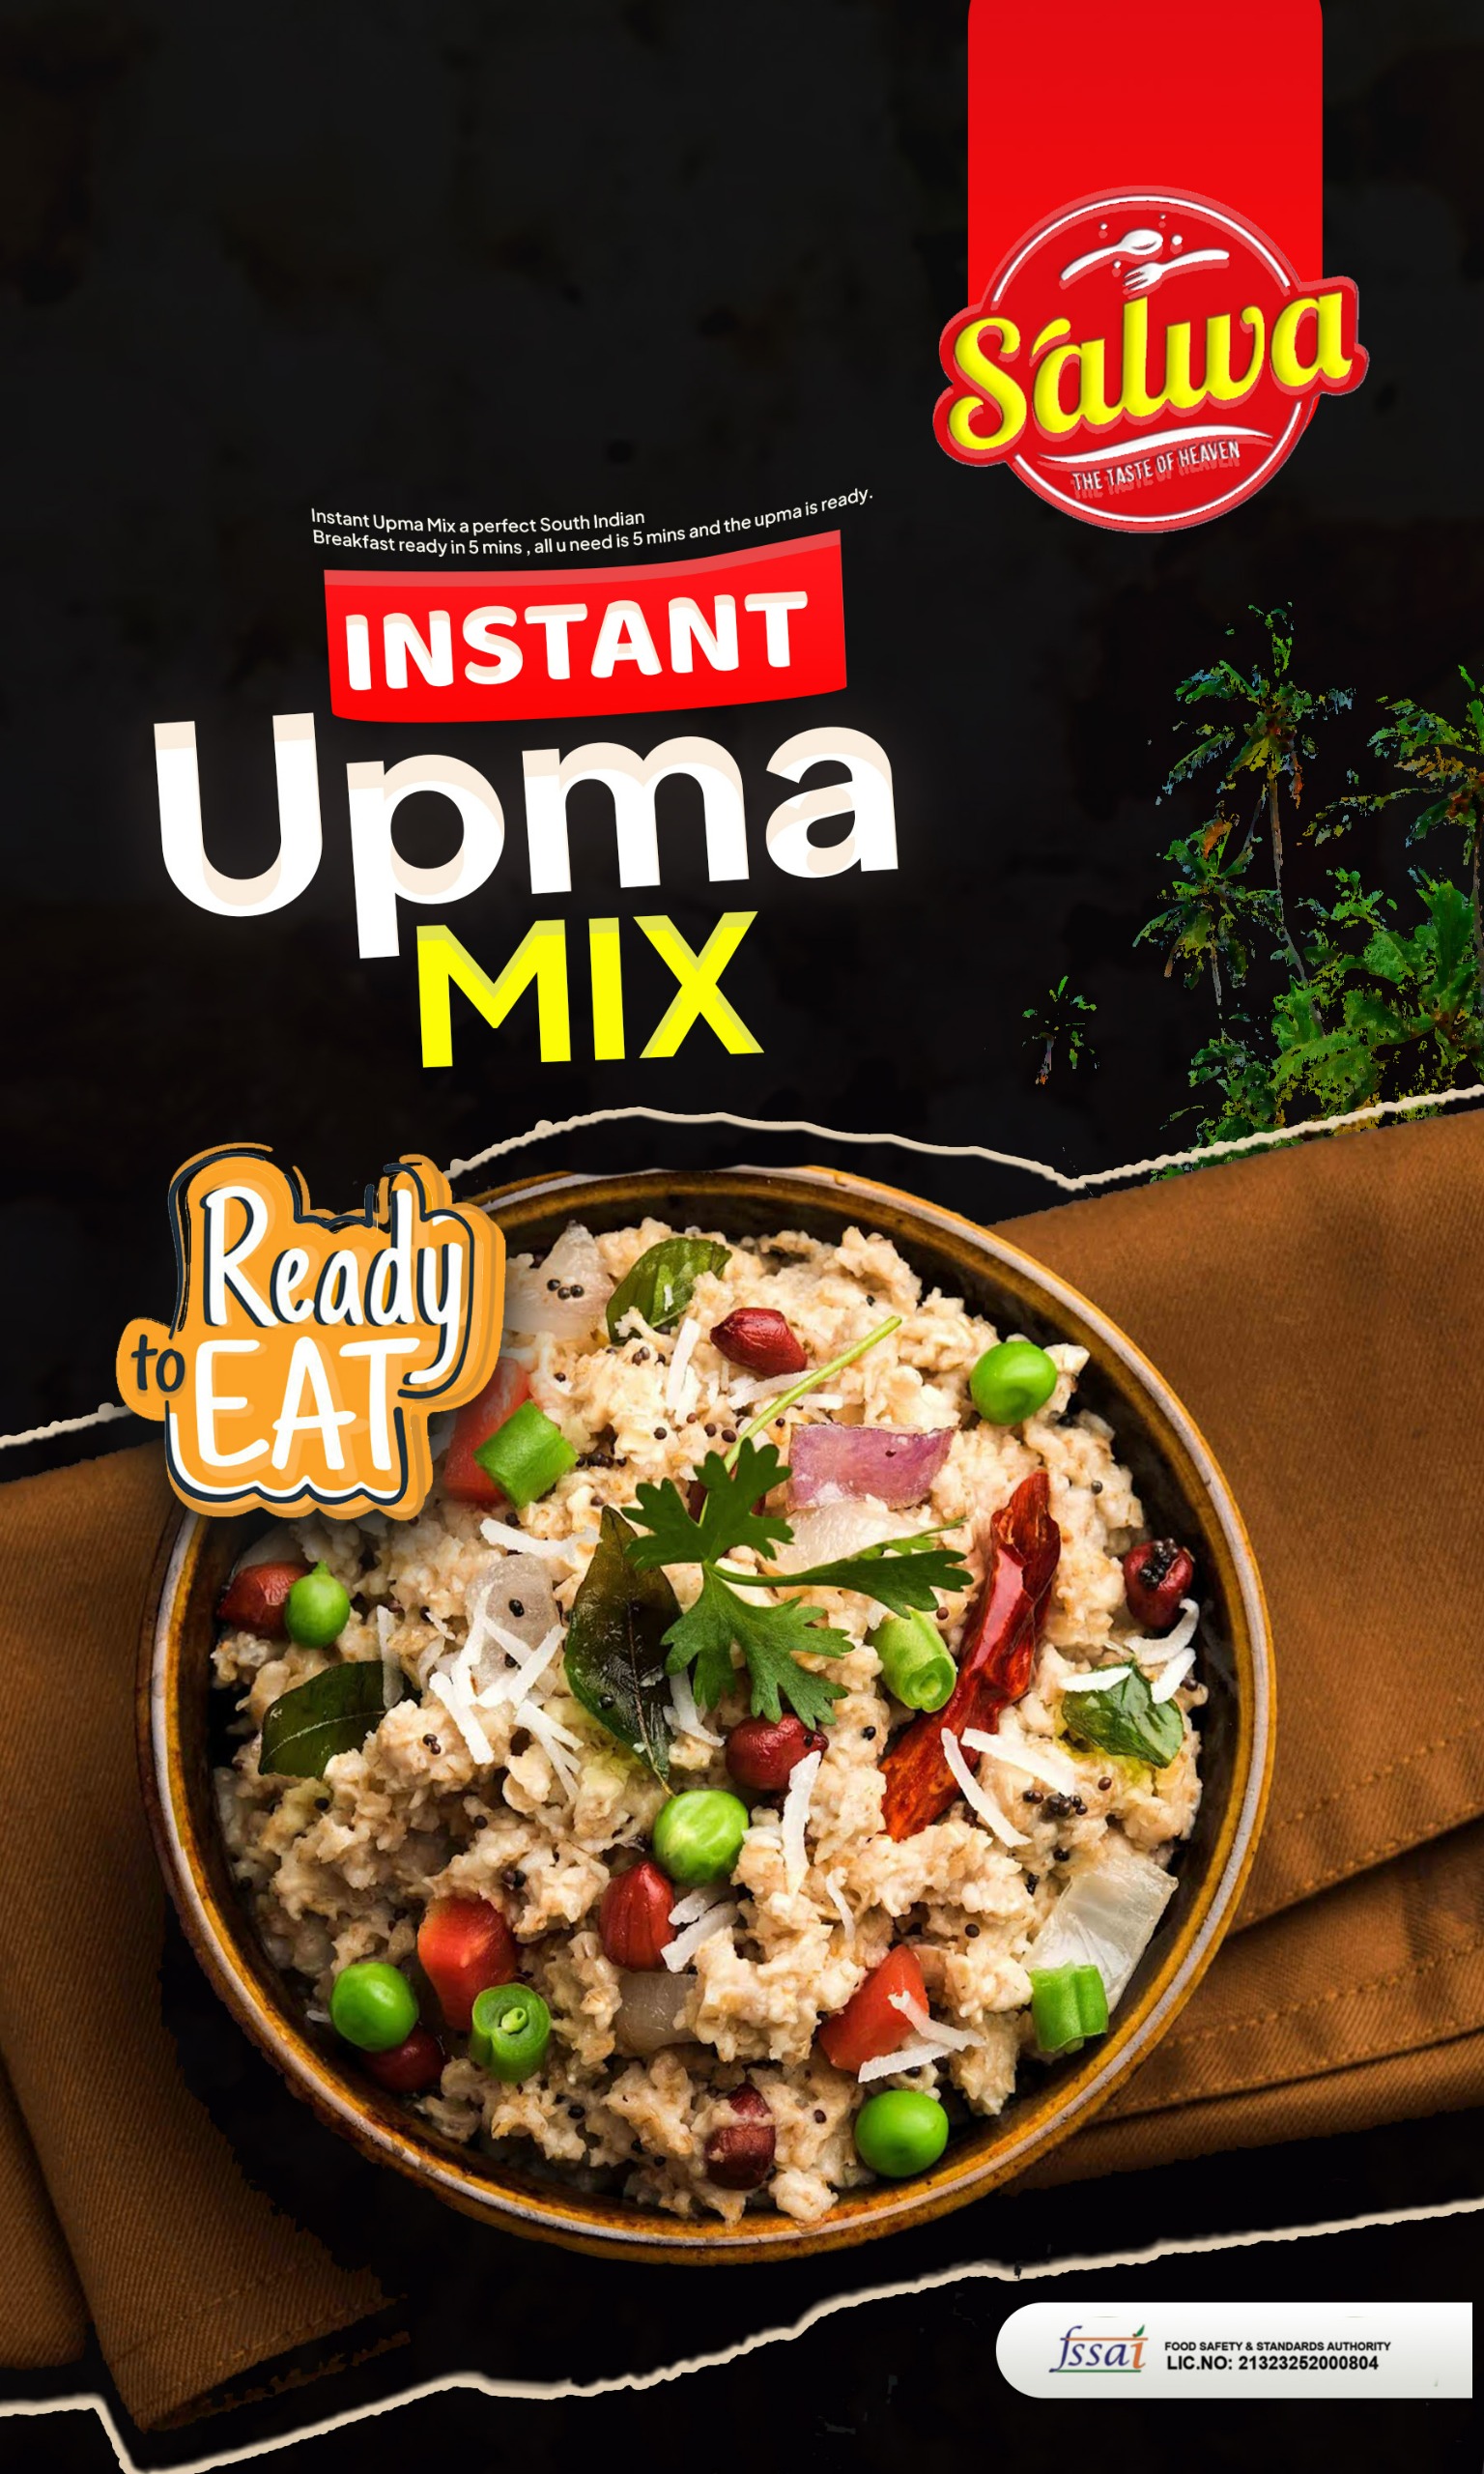 Salwa
THE TASTE OF HEAVEN
Instant Upma Mix a perfect South Indian
Breakfast ready in 5 mins , all u need is 5 mins and the upma is ready.
INSTANT
Upma
MIX
Ready
to EAT
fssai
FOOD SAFETY & STANDARDS AUTHORITY
LIC.NO: 21323252000804